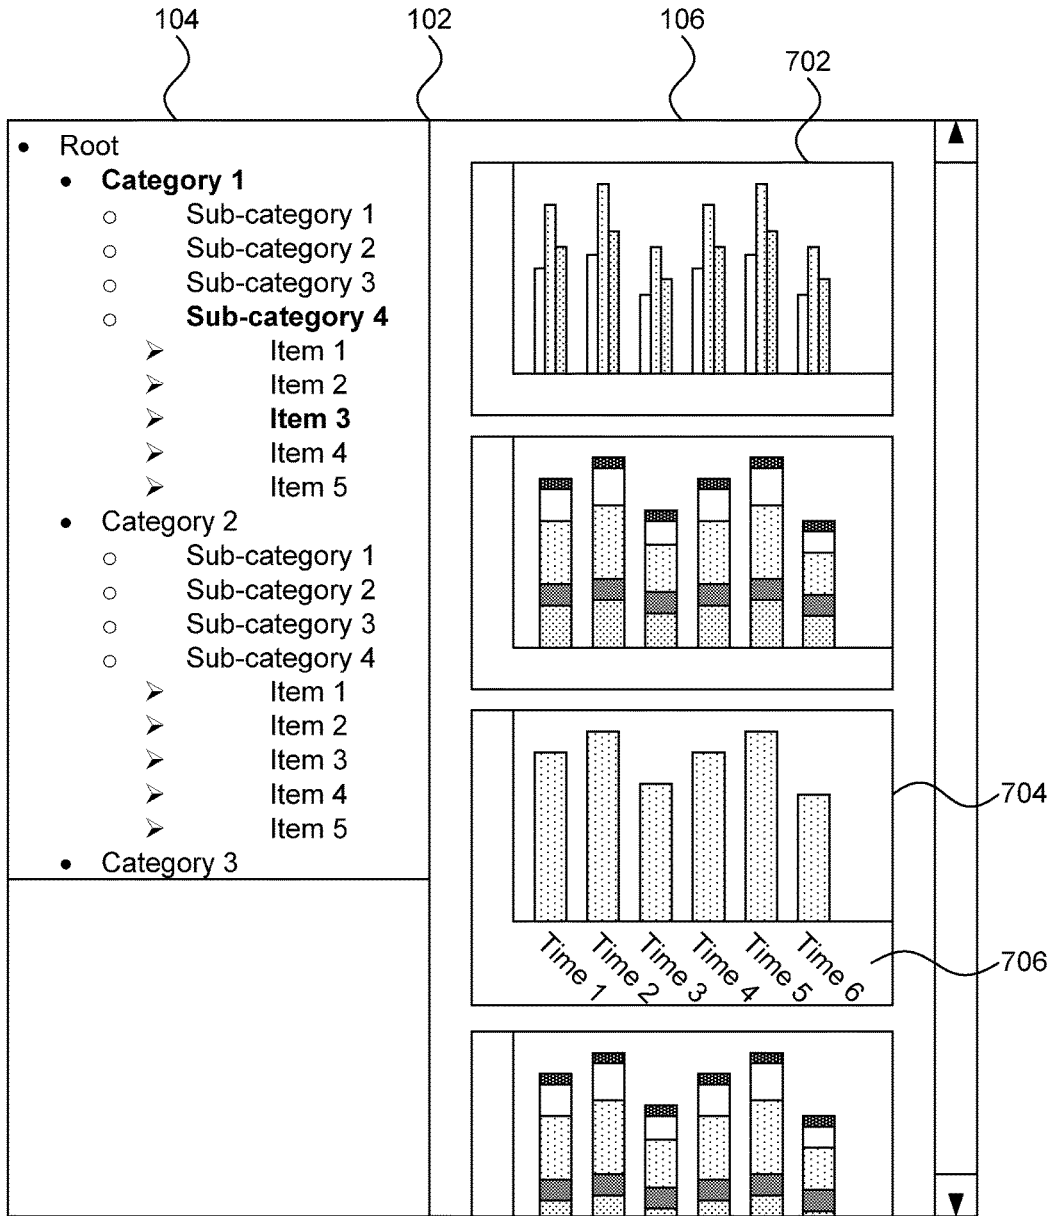 104
102
106
702
Root
Category 1
Sub-category 1
Sub-category 2
Sub-category 3
Sub-category 4
Item 1
Item 2
Item 3
Item 4
Item 5
Category 2
Sub-category 1
Sub-category 2
Sub-category 3
Sub-category 4
Item 1
Item 2
Item 3
Item 4
Item 5
Category 3
704
Time 1
Time 2
Time 3
Time 4
Time 5
Time 6
706